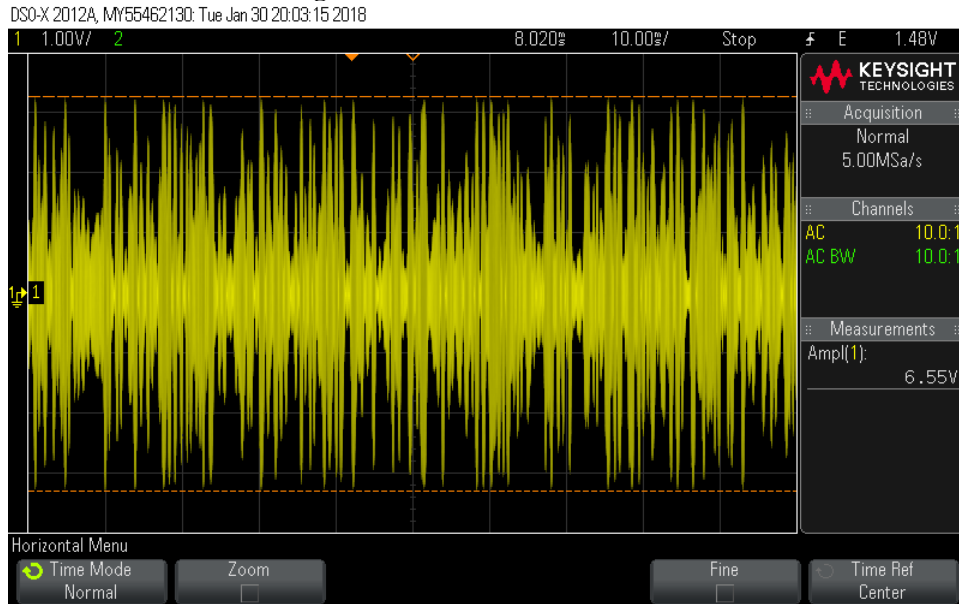 DSO-X 2012A, MY55462130: Tue Jan 30 20:03:15 2018
1 1.00V/ 2 8.020ms 10.00ms/ Stop E 1.48V
KEYSIGHT
TECHNOLOGIES
Acquisition
Normal
5.00MSa/s
Channels
AC 10.0:1
AC BW 10.0:1
1
Measurements
Ampl(1):
6.55V
Horizontal Menu
Time Mode
Normal
Zoom
Fine
Time Ref
Center